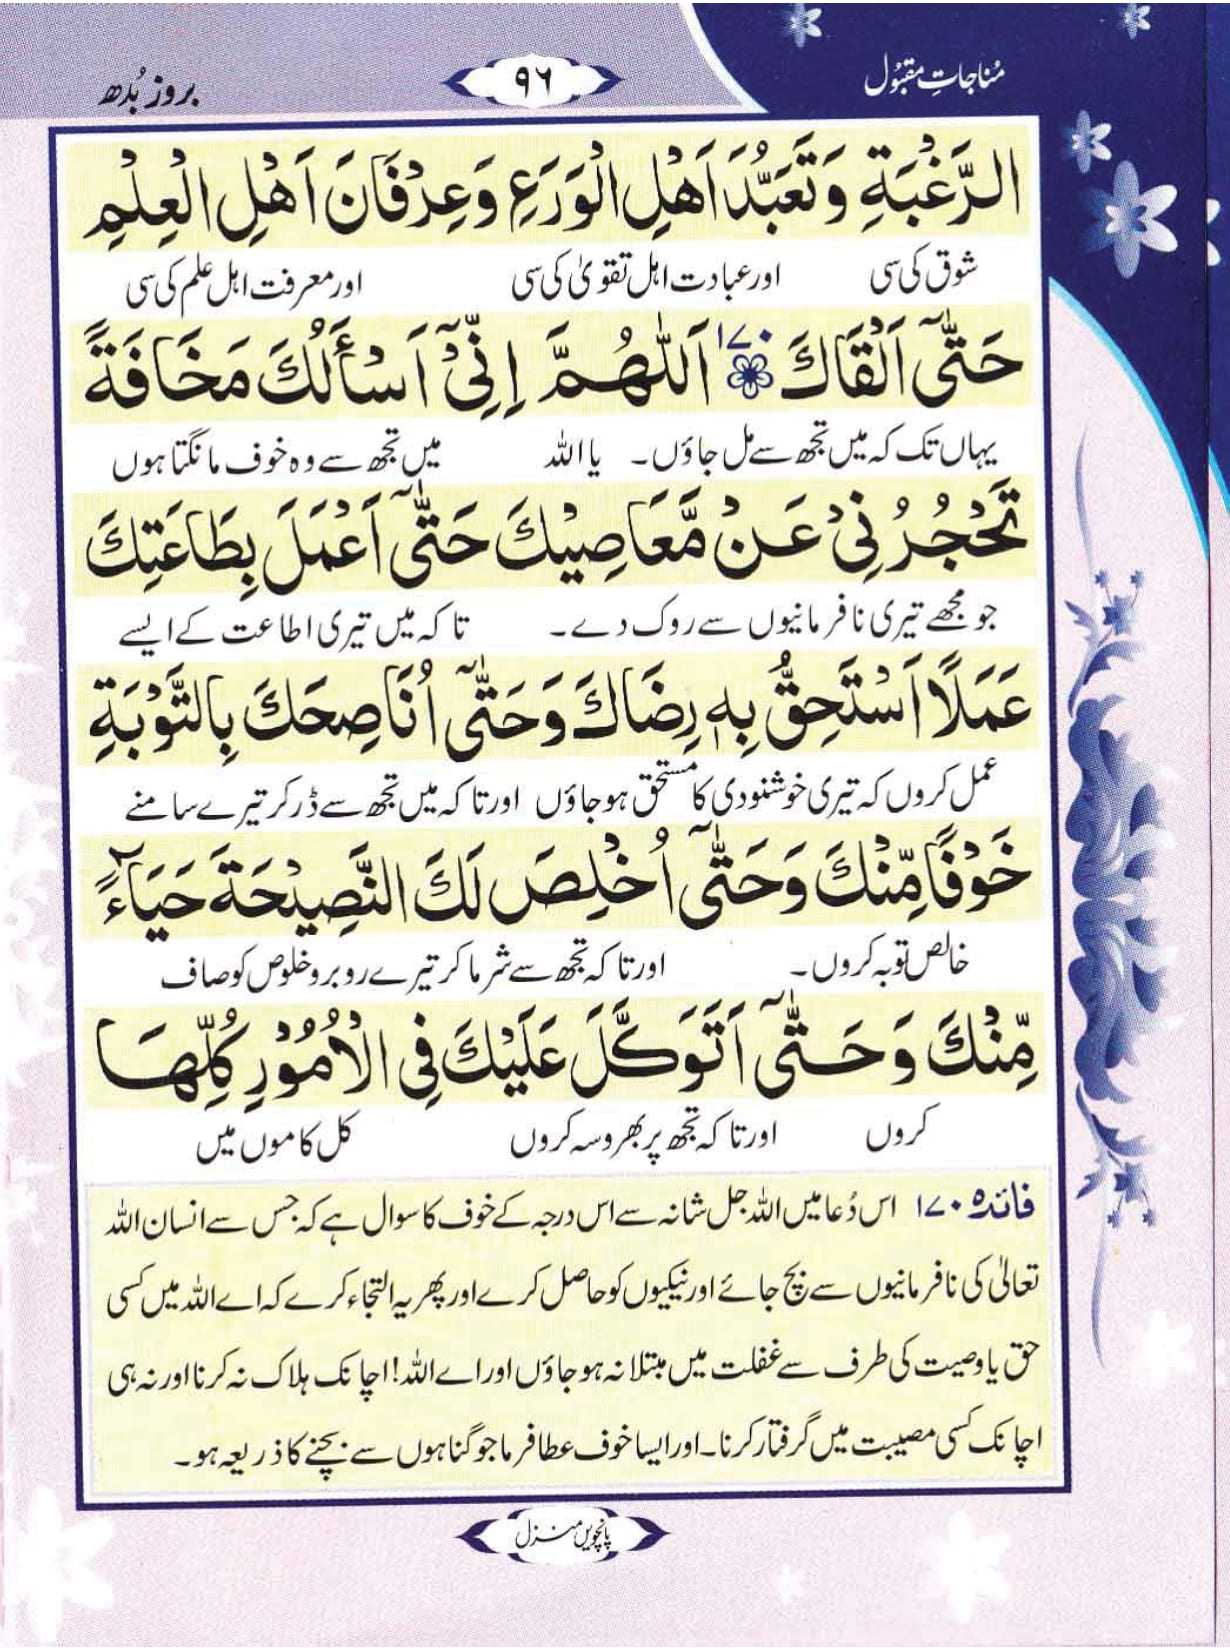 مُناجاتِ مقبُول
۹۶
بروز بُدھ
الرَّغْبَةِ وَتَعَبُّدَ اَهْلِ الْوَرَعِ وَعِرْفَانَ اَهْلِ الْعِلْمِ
شوق کی سی اور عبادت اہل تقویٰ کی سی اور معرفت اہل علم کی سی
حَتّٰٓى اَلْقَاكَ ۱۷۰ اَللّٰهُمَّ اِنِّىْٓ اَسْأَلُكَ مَخَافَةً
یہاں تک کہ میں تجھ سے مل جاؤں۔ یا اللہ میں تجھ سے وہ خوف مانگتا ہوں
تَحْجُرُنِىْ عَنْ مَّعَاصِيْكَ حَتّٰٓى اَعْمَلَ بِطَاعَتِكَ
جو مجھے تیری نافرمانیوں سے روک دے۔ تاکہ میں تیری اطاعت کے ایسے
عَمَلًا اَسْتَحِقُّ بِهٖ رِضَاكَ وَحَتّٰٓى اُنَاصِحَكَ بِالتَّوْبَةِ
عمل کروں کہ تیری خوشنودی کا مستحق ہوجاؤں اور تاکہ میں تجھ سے ڈر کر تیرے سامنے
خَوْفًا مِّنْكَ وَحَتّٰٓى اُخْلِصَ لَكَ النَّصِيْحَةَ حَيَاءً
خالص توبہ کروں۔ اور تاکہ تجھ سے شرما کر تیرے روبرو خلوص کو صاف
مِّنْكَ وَحَتّٰٓى اَتَوَكَّلَ عَلَيْكَ فِى الْاُمُوْرِ كُلِّهَا
کروں اور تاکہ تجھ پر بھروسہ کروں کل کاموں میں
فائدہ ۱۷۰ اس دُعا میں اللہ جل شانہ سے اس درجہ کے خوف کا سوال ہے کہ جس سے انسان اللہ
تعالیٰ کی نافرمانیوں سے بچ جائے اور نیکیوں کو حاصل کرے اور پھر یہ التجاء کرے کہ اے اللہ میں کسی
حق یا وصیت کی طرف سے غفلت میں مبتلا نہ ہوجاؤں اور اے اللہ! اچانک ہلاک نہ کرنا اور نہ ہی
اچانک کسی مصیبت میں گرفتار کرنا۔ اور ایسا خوف عطا فرما جو گناہوں سے بچنے کا ذریعہ ہو۔
پانچویں منزل